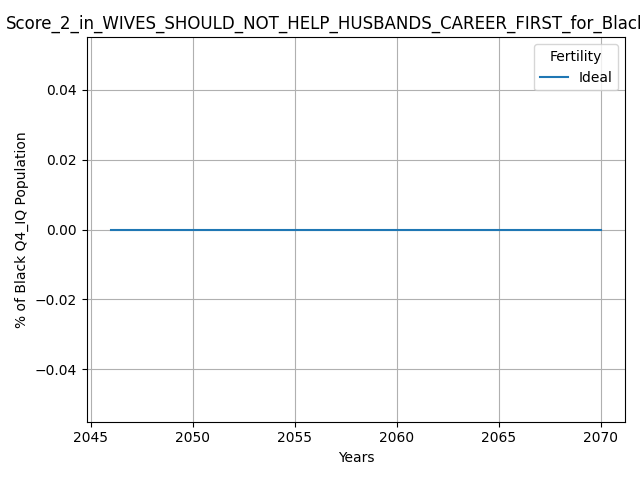 Score_2_in_WIVES_SHOULD_NOT_HELP_HUSBANDS_CAREER_FIRST_for_Black
Fertility
Ideal
0.04
0.02
0.00
−0.02
−0.04
% of Black Q4_IQ Population
2045 2050 2055 2060 2065 2070
Years